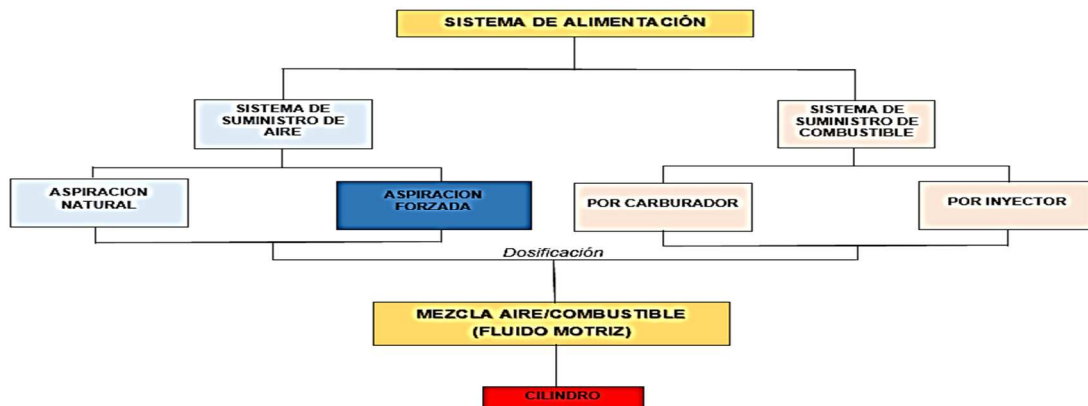 SISTEMA DE ALIMENTACIÓN
SISTEMA DE
SUMINISTRO DE
AIRE
SISTEMA DE
SUMINISTRO DE
COMBUSTIBLE
ASPIRACION
NATURAL
ASPIRACION
FORZADA
POR CARBURADOR
POR INYECTOR
Dosificación
MEZCLA AIRE/COMBUSTIBLE
(FLUIDO MOTRIZ)
CILINDRO